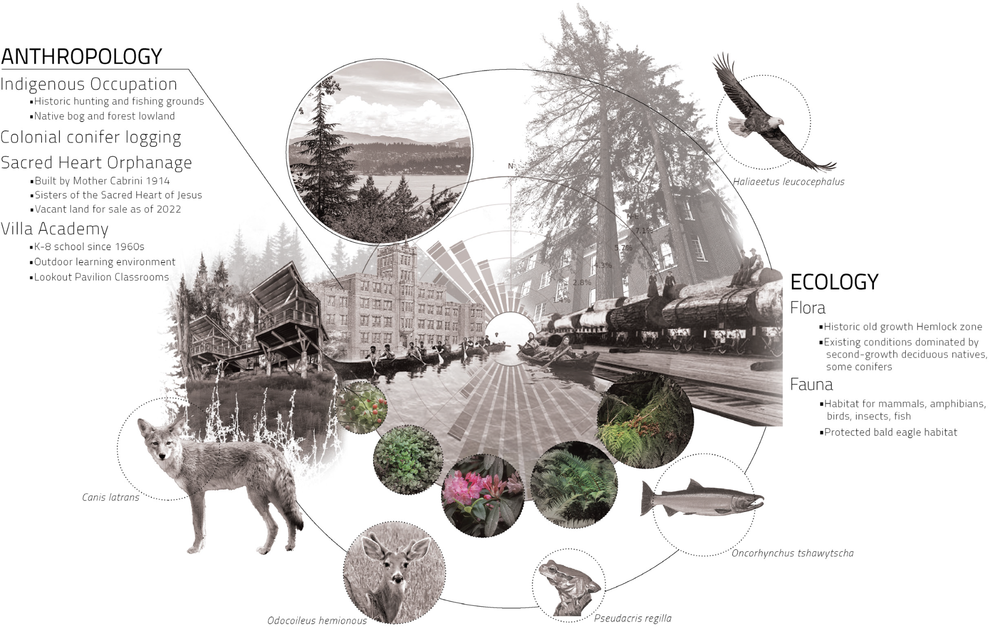 ANTHROPOLOGY
Indigenous Occupation
▪Historic hunting and fishing grounds
▪Native bog and forest lowland
Colonial conifer logging
Sacred Heart Orphanage
▪Built by Mother Cabrini 1914
▪Sisters of the Sacred Heart of Jesus
▪Vacant land for sale as of 2022
Villa Academy
▪K-8 school since 1960s
▪Outdoor learning environment
▪Lookout Pavilion Classrooms
N
N-E
7.1%
5.7%
4.3%
2.8%
1.4%
Haliaeetus leucocephalus
ECOLOGY
Flora
▪Historic old growth Hemlock zone
▪Existing conditions dominated by
second-growth deciduous natives,
some conifers
Fauna
▪Habitat for mammals, amphibians,
birds, insects, fish
▪Protected bald eagle habitat
Canis latrans
Oncorhynchus tshawytscha
Odocoileus hemionous
Pseudacris regilla